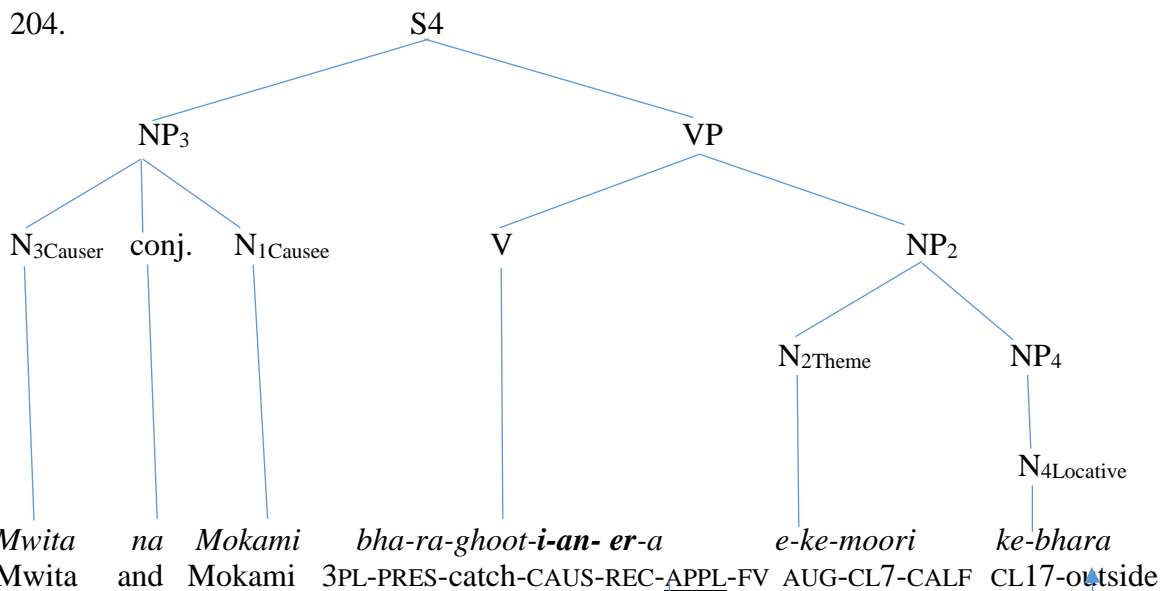 204. S4
NP3 VP
N3Causer conj. N1Causee V NP2
N2Theme NP4
N4Locative
Mwita na Mokami bha-ra-ghoot-i-an- er-a e-ke-moori ke-bhara
Mwita and Mokami 3PL-PRES-catch-CAUS-REC-APPL-FV AUG-CL7-CALF CL17-outside